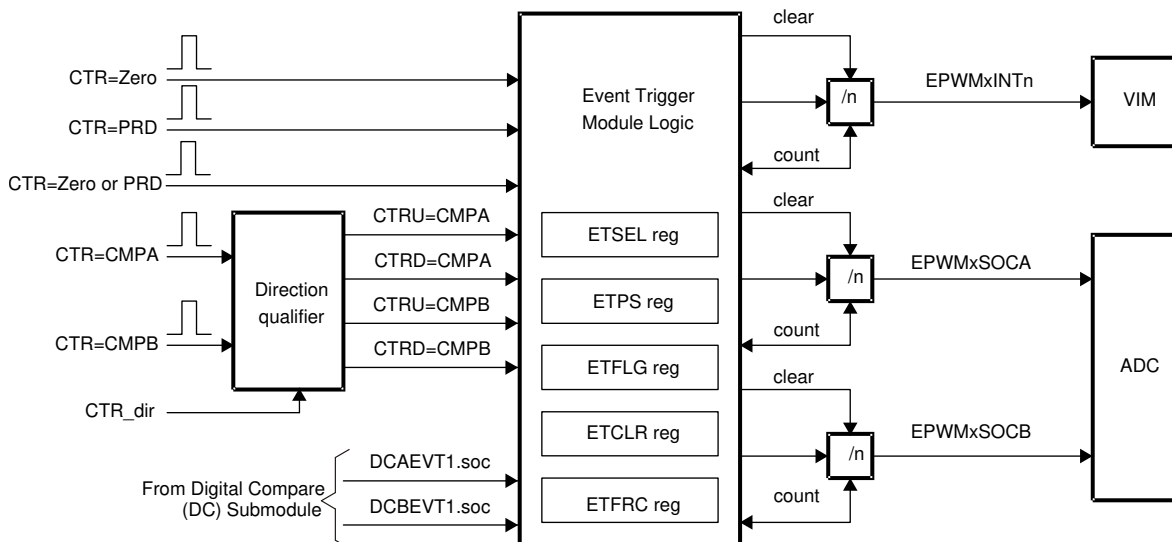 CTR=Zero
CTR=PRD
CTR=Zero or PRD
CTR=CMPA
CTR=CMPB
CTR_dir
Direction
qualifier
CTRU=CMPA
CTRD=CMPA
CTRU=CMPB
CTRD=CMPB
From Digital Compare
(DC) Submodule
DCAEVT1.soc
DCBEVT1.soc
Event Trigger
Module Logic
ETSEL reg
ETPS reg
ETFLG reg
ETCLR reg
ETFRC reg
clear
/n
count
EPWMxINTn
VIM
clear
/n
count
EPWMxSOCA
clear
/n
count
EPWMxSOCB
ADC